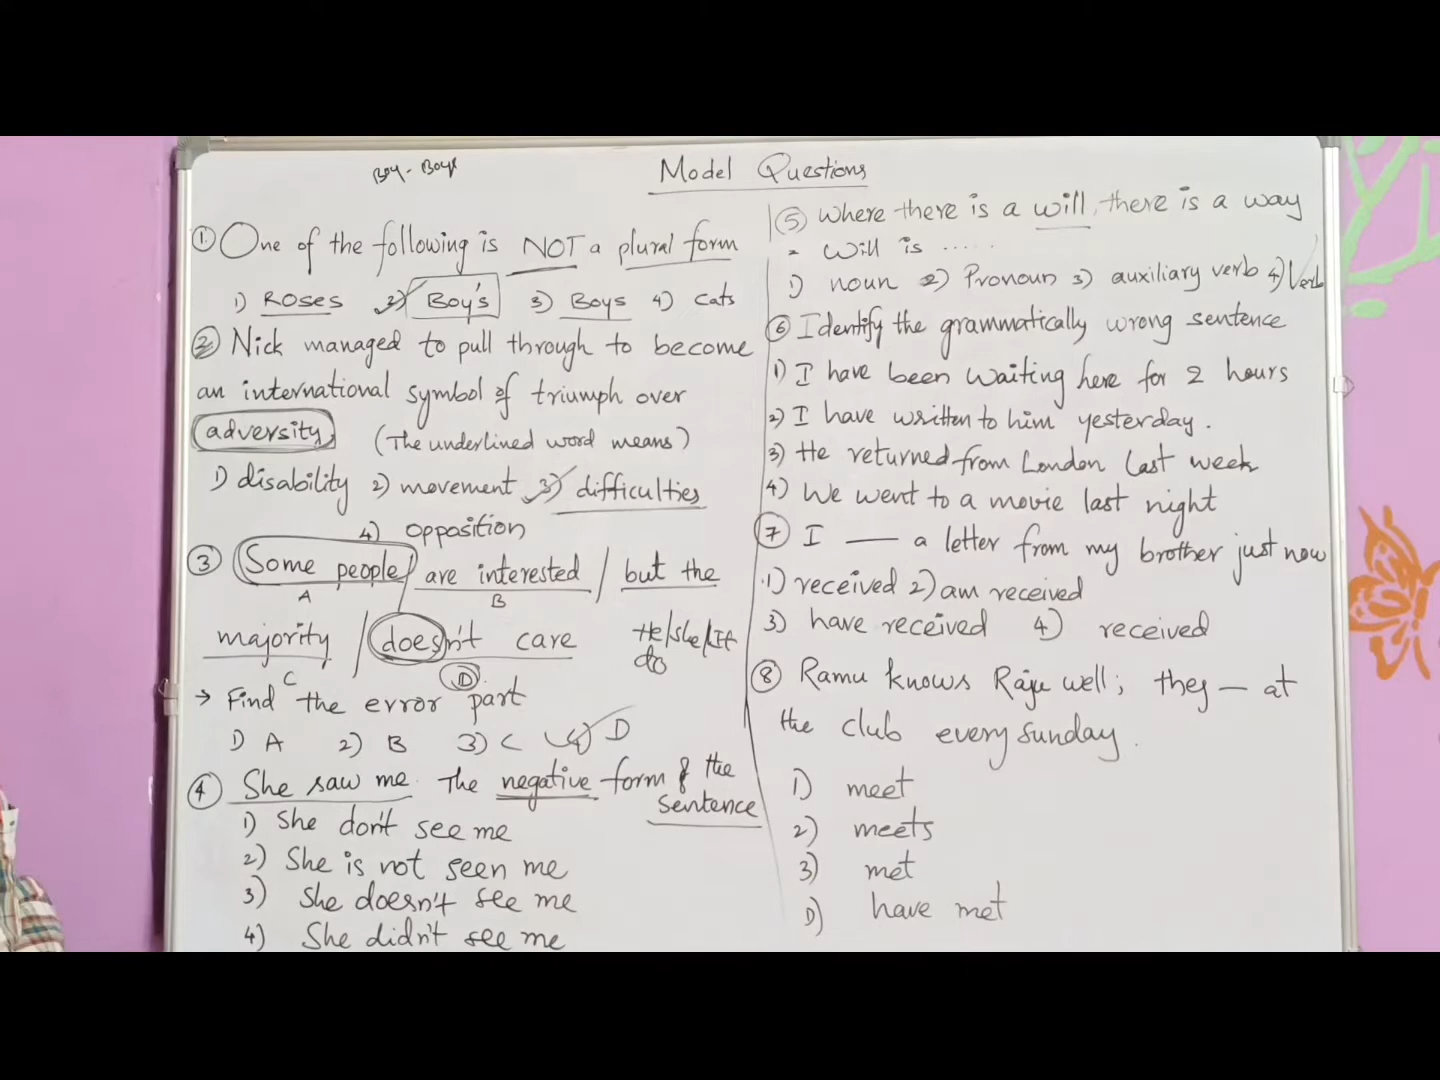 Boy - Boys
Model Questions
① One of the following is NOT a plural form
1) Roses 2) Boy's 3) Boys 4) cats
② Nick managed to pull through to become
an international symbol of triumph over
adversity (The underlined word means)
1) disability 2) movement 3) difficulties
4) opposition
③ Some people / are interested / but the
A B
majority / doesn't care He/she/It
C D do
→ Find the error part
1) A 2) B 3) C 4) D
④ She saw me. The negative form of the
sentence
1) She don't see me
2) She is not seen me
3) She doesn't see me
4) She didn't see me
⑤ Where there is a will, there is a way
- Will is .....
1) noun 2) Pronoun 3) auxiliary verb 4) Verb
⑥ Identify the grammatically wrong sentence
1) I have been waiting here for 2 hours
2) I have written to him yesterday.
3) He returned from London last week
4) We went to a movie last night
⑦ I — a letter from my brother just now
1) received 2) am received
3) have received 4) received
⑧ Ramu knows Raju well; they — at
the club every sunday.
1) meet
2) meets
3) met
D) have met